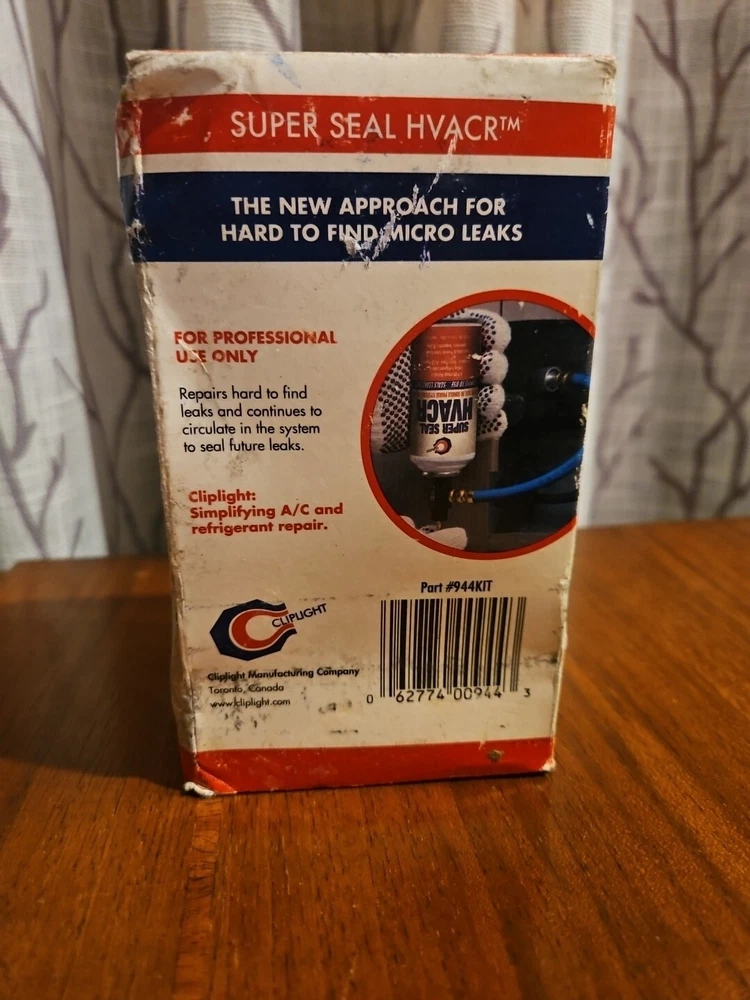 SUPER SEAL HVACR™
THE NEW APPROACH FOR
HARD TO FIND MICRO LEAKS
FOR PROFESSIONAL
USE ONLY
Repairs hard to find
leaks and continues to
circulate in the system
to seal future leaks.
Cliplight:
Simplifying A/C and
refrigerant repair.
SUPER SEAL
HVACR
CLIPLIGHT
Cliplight Manufacturing Company
Toronto, Canada
www.cliplight.com
Part #944KIT
0 62774 00944 3